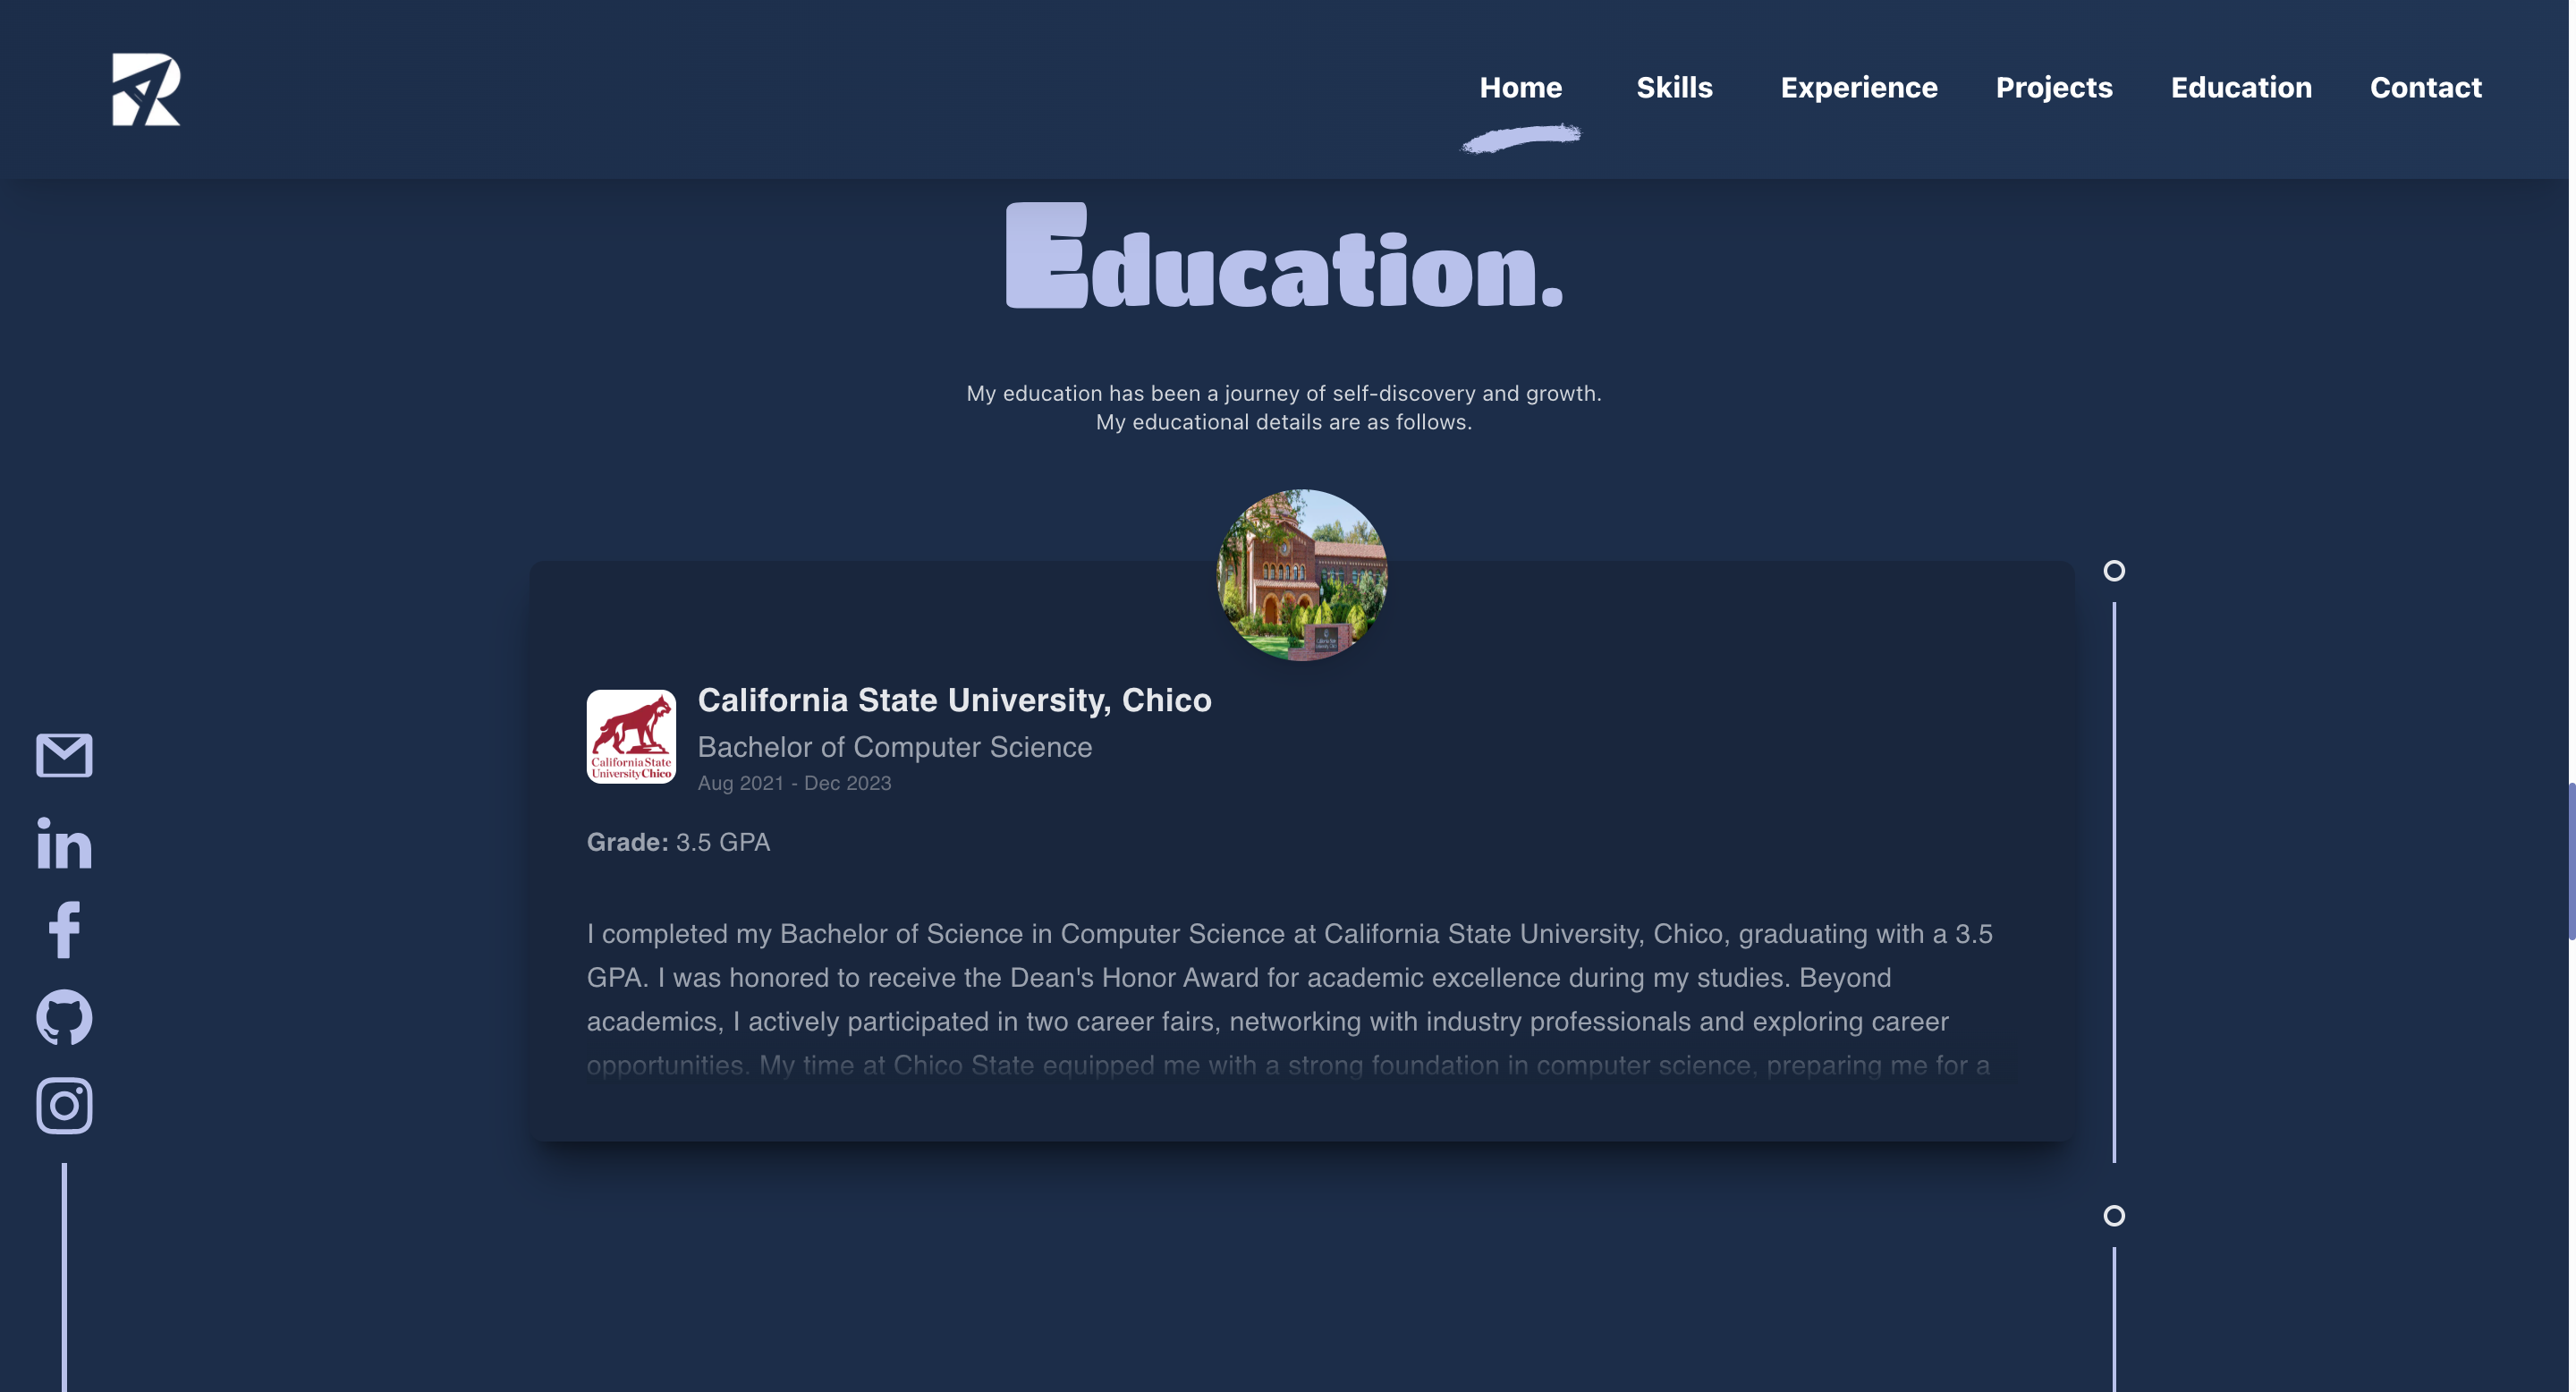 Home Skills Experience Projects Education Contact
Education.
My education has been a journey of self-discovery and growth.
My educational details are as follows.
California State University, Chico
Bachelor of Computer Science
Aug 2021 - Dec 2023
California State
University Chico
Grade: 3.5 GPA
I completed my Bachelor of Science in Computer Science at California State University, Chico, graduating with a 3.5
GPA. I was honored to receive the Dean's Honor Award for academic excellence during my studies. Beyond
academics, I actively participated in two career fairs, networking with industry professionals and exploring career
opportunities. My time at Chico State equipped me with a strong foundation in computer science, preparing me for a